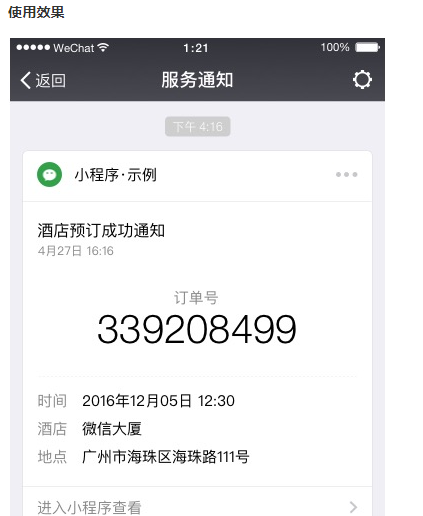 使用效果
WeChat 1:21 100%
返回 服务通知
下午 4:16
小程序·示例
酒店预订成功通知
4月27日 16:16
订单号
339208499
时间 2016年12月05日 12:30
酒店 微信大厦
地点 广州市海珠区海珠路111号
进入小程序查看